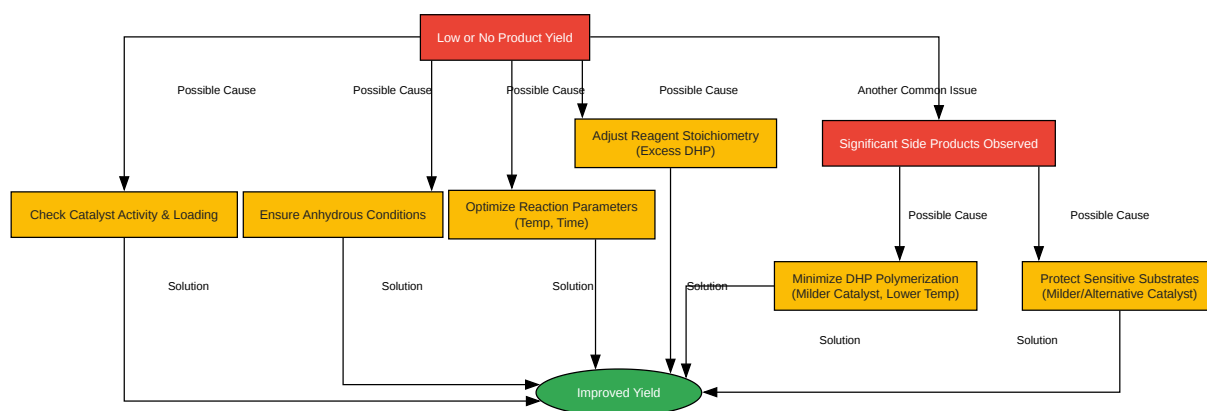 Low or No Product Yield
Possible Cause
Possible Cause
Possible Cause
Possible Cause
Another Common Issue
Adjust Reagent Stoichiometry
(Excess DHP)
Significant Side Products Observed
Check Catalyst Activity & Loading
Ensure Anhydrous Conditions
Optimize Reaction Parameters
(Temp, Time)
Possible Cause
Possible Cause
Solution
Solution
Solution
Solution
Minimize DHP Polymerization
(Milder Catalyst, Lower Temp)
Protect Sensitive Substrates
(Milder/Alternative Catalyst)
Solution
Solution
Improved Yield